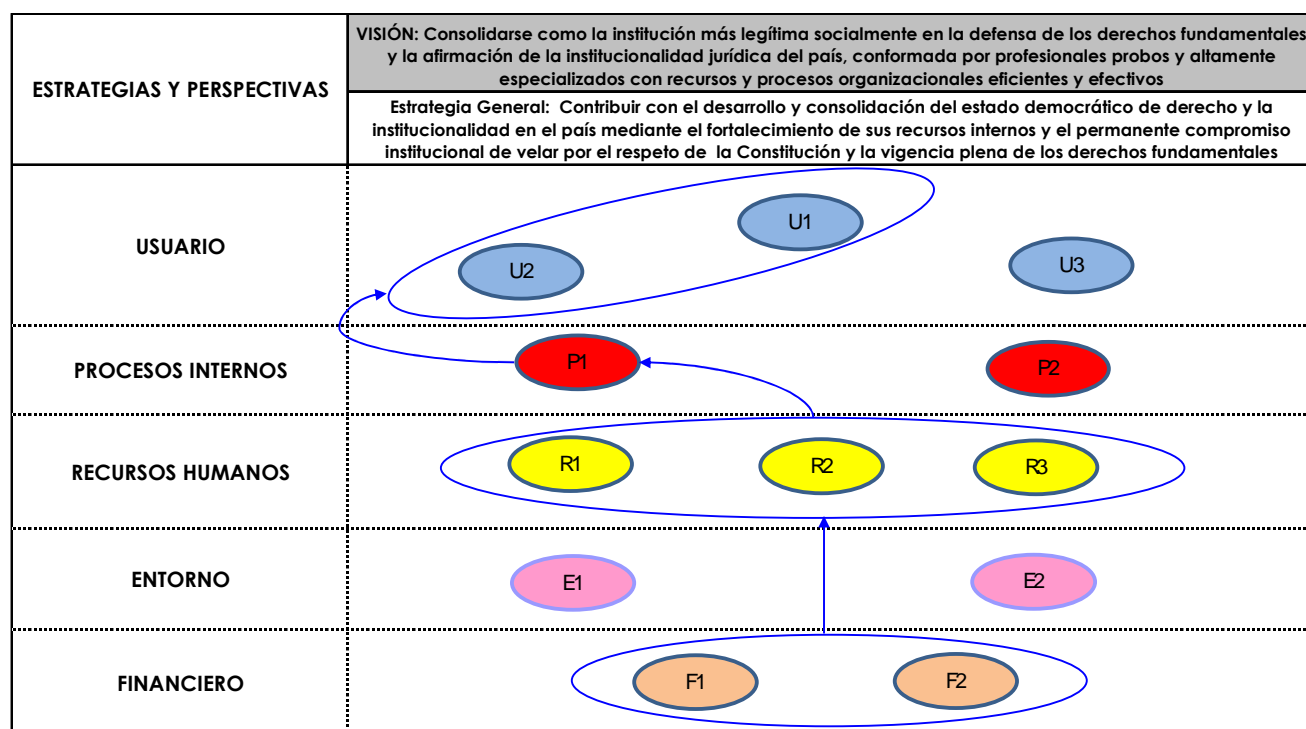 ESTRATEGIAS Y PERSPECTIVAS
VISIÓN: Consolidarse como la institución más legítima socialmente en la defensa de los derechos fundamentales
y la afirmación de la institucionalidad jurídica del país, conformada por profesionales probos y altamente
especializados con recursos y procesos organizacionales eficientes y efectivos
Estrategia General: Contribuir con el desarrollo y consolidación del estado democrático de derecho y la
institucionalidad en el país mediante el fortalecimiento de sus recursos internos y el permanente compromiso
institucional de velar por el respeto de la Constitución y la vigencia plena de los derechos fundamentales
USUARIO
U1
U2
U3
PROCESOS INTERNOS
P1
P2
RECURSOS HUMANOS
R1
R2
R3
ENTORNO
E1
E2
FINANCIERO
F1
F2